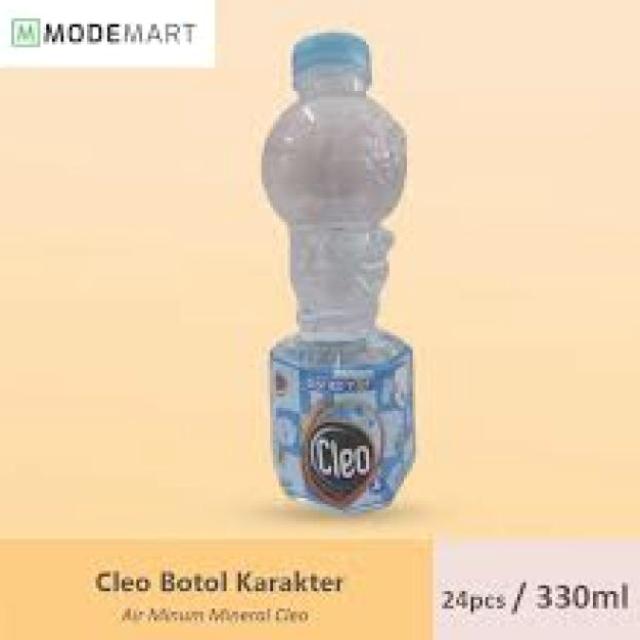 MODEMART
Cleo
Cleo Botol Karakter
Air Minum Mineral Cleo
24pcs / 330ml